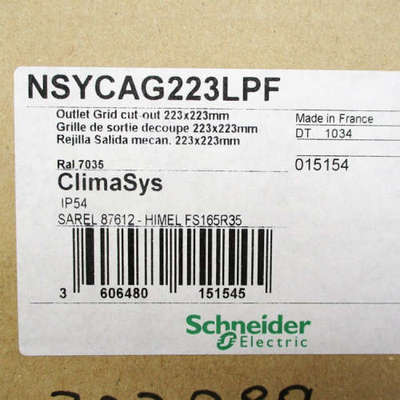 NSYCAG223LPF
Outlet Grid cut-out 223x223mm
Grille de sortie decoupe 223x223mm
Rejilla Salida mecan. 223x223mm
Made in France
DT 1034
Ral 7035
015154
ClimaSys
IP54
SAREL 87612 - HIMEL FS165R35
3 606480 151545
Schneider
Electric